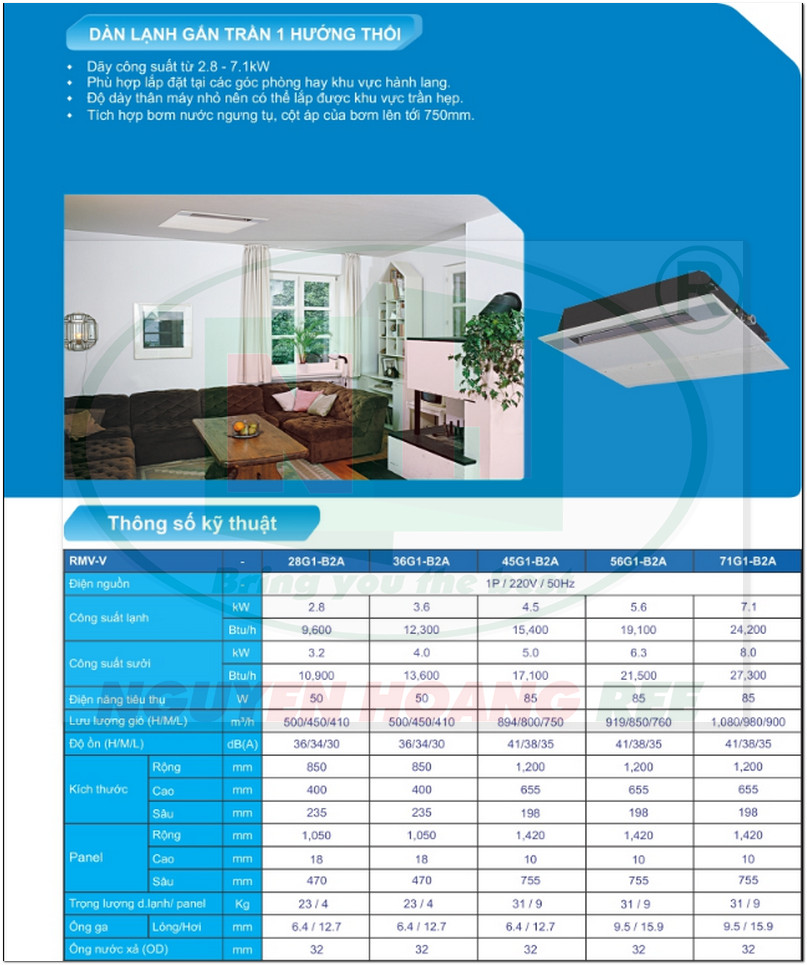 DÀN LẠNH GẮN TRẦN 1 HƯỚNG THỔI
• Dãy công suất từ 2.8 - 7.1kW
• Phù hợp lắp đặt tại các góc phòng hay khu vực hành lang.
• Độ dày thân máy nhỏ nên có thể lắp được khu vực trần hẹp.
• Tích hợp bơm nước ngưng tụ, cột áp của bơm lên tới 750mm.
®
Thông số kỹ thuật
RMV-V - 28G1-B2A 36G1-B2A 45G1-B2A 56G1-B2A 71G1-B2A
Điện nguồn - 1P / 220V / 50Hz
Bring you the best
Công suất lạnh kW 2.8 3.6 4.5 5.6 7.1
Btu/h 9,600 12,300 15,400 19,100 24,200
Công suất sưởi kW 3.2 4.0 5.0 6.3 8.0
Btu/h 10,900 13,600 17,100 21,500 27,300
NGUYEN HOANG REE
Điện năng tiêu thụ W 50 50 85 85 85
Lưu lượng gió (H/M/L) m³/h 500/450/410 500/450/410 894/800/750 919/850/760 1,080/980/900
Độ ồn (H/M/L) dB(A) 36/34/30 36/34/30 41/38/35 41/38/35 41/38/35
Kích thước Rộng mm 850 850 1,200 1,200 1,200
Cao mm 400 400 655 655 655
Sâu mm 235 235 198 198 198
Panel Rộng mm 1,050 1,050 1,420 1,420 1,420
Cao mm 18 18 10 10 10
Sâu mm 470 470 755 755 755
Trọng lượng d.lạnh/ panel Kg 23 / 4 23 / 4 31 / 9 31 / 9 31 / 9
Ống ga Lỏng/Hơi mm 6.4 / 12.7 6.4 / 12.7 6.4 / 12.7 9.5 / 15.9 9.5 / 15.9
Ống nước xả (OD) mm 32 32 32 32 32